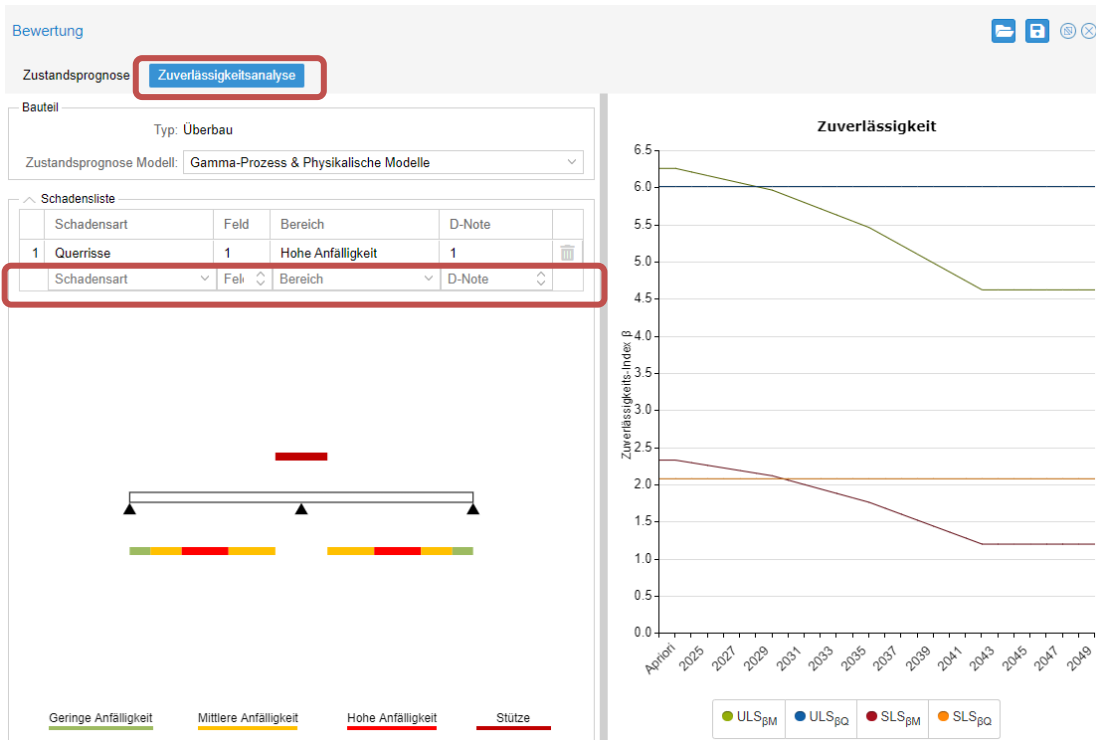 Bewertung
Zustandsprognose Zuverlässigkeitsanalyse
Bauteil
Typ: Überbau
Zustandsprognose Modell: Gamma-Prozess & Physikalische Modelle
Schadensliste
Schadensart Feld Bereich D-Note
1 Querrisse 1 Hohe Anfälligkeit 1
Schadensart Feld Bereich D-Note
Geringe Anfälligkeit Mittlere Anfälligkeit Hohe Anfälligkeit Stütze
Zuverlässigkeit
Zuverlässigkeits-Index β
6.5
6.0
5.5
5.0
4.5
4.0
3.5
3.0
2.5
2.0
1.5
1.0
0.5
0.0
Apriori 2025 2027 2029 2031 2033 2035 2037 2039 2041 2043 2045 2047 2049
ULSβM ULSβQ SLSβM SLSβQ